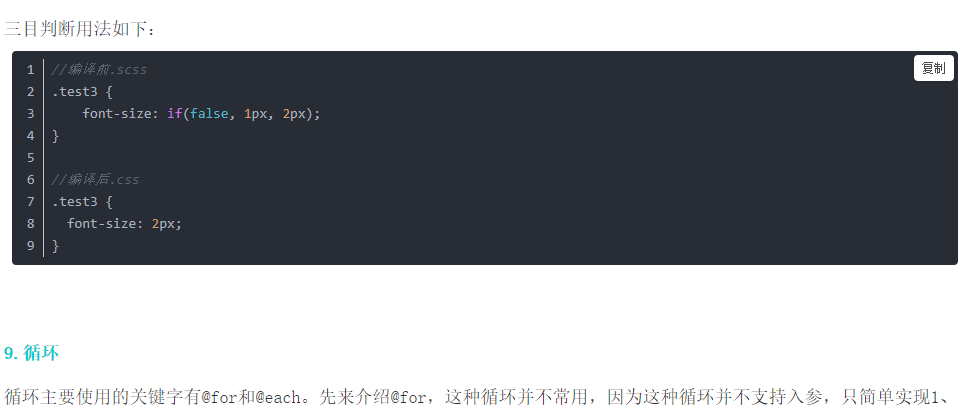 三目判断用法如下：
复制
1 //编译前.scss
2 .test3 {
3 font-size: if(false, 1px, 2px);
4 }
5
6 //编译后.css
7 .test3 {
8 font-size: 2px;
9 }
9. 循环
循环主要使用的关键字有@for和@each。先来介绍@for，这种循环并不常用，因为这种循环并不支持入参，只简单实现1、